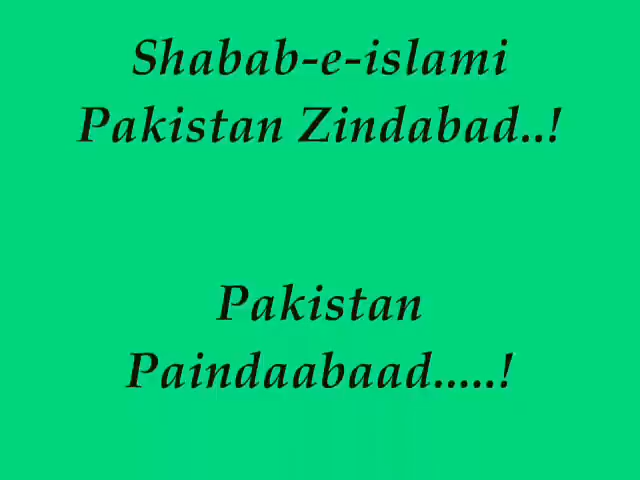 Shabab-e-islami
Pakistan Zindabad..!
Pakistan
Paindaabaad.....!